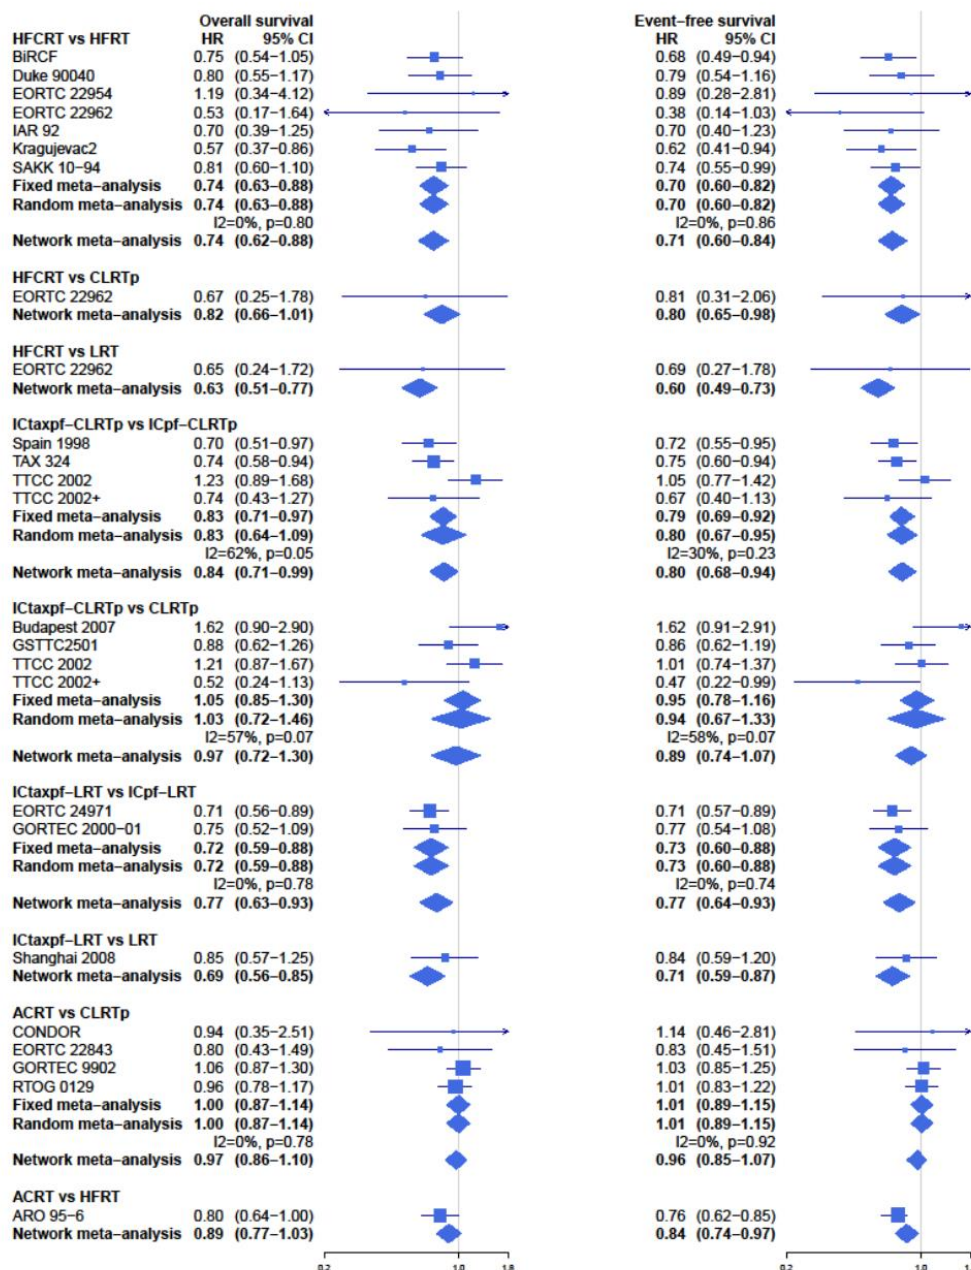 Overall survival Event−free survival
HFCRT vs HFRT HR 95% CI HR 95% CI
BiRCF 0.75 (0.54−1.05) 0.68 (0.49−0.94)
Duke 90040 0.80 (0.55−1.17) 0.79 (0.54−1.16)
EORTC 22954 1.19 (0.34−4.12) 0.89 (0.28−2.81)
EORTC 22962 0.53 (0.17−1.64) 0.38 (0.14−1.03)
IAR 92 0.70 (0.39−1.25) 0.70 (0.40−1.23)
Kragujevac2 0.57 (0.37−0.86) 0.62 (0.41−0.94)
SAKK 10−94 0.81 (0.60−1.10) 0.74 (0.55−0.99)
Fixed meta−analysis 0.74 (0.63−0.88) 0.70 (0.60−0.82)
Random meta−analysis 0.74 (0.63−0.88) 0.70 (0.60−0.82)
I2=0%, p=0.80 I2=0%, p=0.86
Network meta−analysis 0.74 (0.62−0.88) 0.71 (0.60−0.84)
HFCRT vs CLRTp
EORTC 22962 0.67 (0.25−1.78) 0.81 (0.31−2.06)
Network meta−analysis 0.82 (0.66−1.01) 0.80 (0.65−0.98)
HFCRT vs LRT
EORTC 22962 0.65 (0.24−1.72) 0.69 (0.27−1.78)
Network meta−analysis 0.63 (0.51−0.77) 0.60 (0.49−0.73)
ICtaxpf−CLRTp vs ICpf−CLRTp
Spain 1998 0.70 (0.51−0.97) 0.72 (0.55−0.95)
TAX 324 0.74 (0.58−0.94) 0.75 (0.60−0.94)
TTCC 2002 1.23 (0.89−1.68) 1.05 (0.77−1.42)
TTCC 2002+ 0.74 (0.43−1.27) 0.67 (0.40−1.13)
Fixed meta−analysis 0.83 (0.71−0.97) 0.79 (0.69−0.92)
Random meta−analysis 0.83 (0.64−1.09) 0.80 (0.67−0.95)
I2=62%, p=0.05 I2=30%, p=0.23
Network meta−analysis 0.84 (0.71−0.99) 0.80 (0.68−0.94)
ICtaxpf−CLRTp vs CLRTp
Budapest 2007 1.62 (0.90−2.90) 1.62 (0.91−2.91)
GSTTC2501 0.88 (0.62−1.26) 0.86 (0.62−1.19)
TTCC 2002 1.21 (0.87−1.67) 1.01 (0.74−1.37)
TTCC 2002+ 0.52 (0.24−1.13) 0.47 (0.22−0.99)
Fixed meta−analysis 1.05 (0.85−1.30) 0.95 (0.78−1.16)
Random meta−analysis 1.03 (0.72−1.46) 0.94 (0.67−1.33)
I2=57%, p=0.07 I2=58%, p=0.07
Network meta−analysis 0.97 (0.72−1.30) 0.89 (0.74−1.07)
ICtaxpf−LRT vs ICpf−LRT
EORTC 24971 0.71 (0.56−0.89) 0.71 (0.57−0.89)
GORTEC 2000−01 0.75 (0.52−1.09) 0.77 (0.54−1.08)
Fixed meta−analysis 0.72 (0.59−0.88) 0.73 (0.60−0.88)
Random meta−analysis 0.72 (0.59−0.88) 0.73 (0.60−0.88)
I2=0%, p=0.78 I2=0%, p=0.74
Network meta−analysis 0.77 (0.63−0.93) 0.77 (0.64−0.93)
ICtaxpf−LRT vs LRT
Shanghai 2008 0.85 (0.57−1.25) 0.84 (0.59−1.20)
Network meta−analysis 0.69 (0.56−0.85) 0.71 (0.59−0.87)
ACRT vs CLRTp
CONDOR 0.94 (0.35−2.51) 1.14 (0.46−2.81)
EORTC 22843 0.80 (0.43−1.49) 0.83 (0.45−1.51)
GORTEC 9902 1.06 (0.87−1.30) 1.03 (0.85−1.25)
RTOG 0129 0.96 (0.78−1.17) 1.01 (0.83−1.22)
Fixed meta−analysis 1.00 (0.87−1.14) 1.01 (0.89−1.15)
Random meta−analysis 1.00 (0.87−1.14) 1.01 (0.89−1.15)
I2=0%, p=0.78 I2=0%, p=0.92
Network meta−analysis 0.97 (0.86−1.10) 0.96 (0.85−1.07)
ACRT vs HFRT
ARO 95−6 0.80 (0.64−1.00) 0.76 (0.62−0.85)
Network meta−analysis 0.89 (0.77−1.03) 0.84 (0.74−0.97)
0.2 1.0 1.8 0.2 1.0